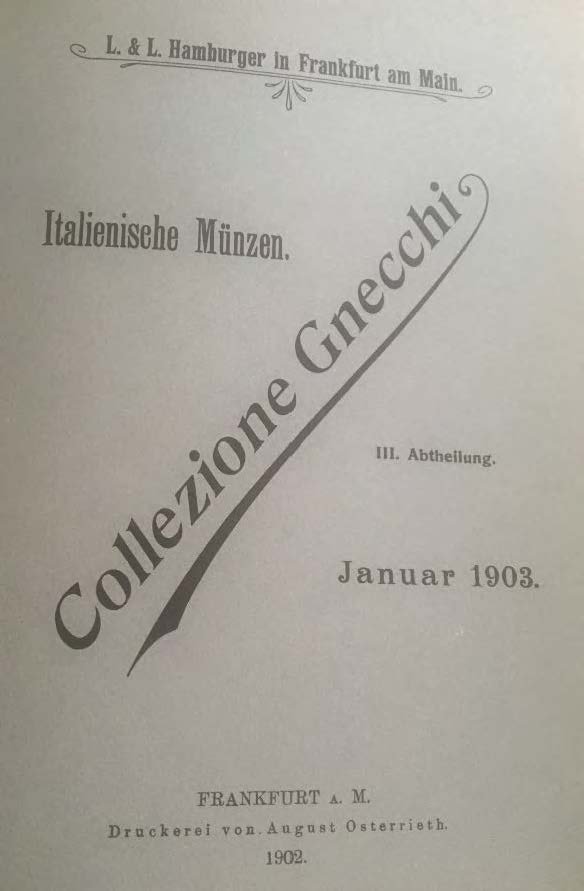 L. & L. Hamburger in Frankfurt am Main.
Italienische Münzen.
Collezione Gnecchi
III. Abtheilung.
Januar 1903.
FRANKFURT A. M.
Druckerei von. August Osterrieth.
1902.